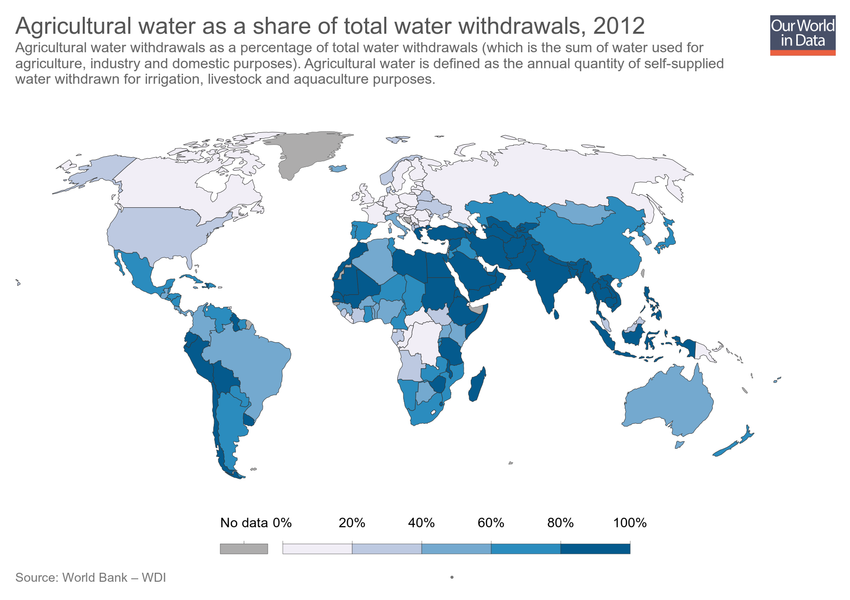 Agricultural water as a share of total water withdrawals, 2012
Our World
in Data
Agricultural water withdrawals as a percentage of total water withdrawals (which is the sum of water used for
agriculture, industry and domestic purposes). Agricultural water is defined as the annual quantity of self-supplied
water withdrawn for irrigation, livestock and aquaculture purposes.
No data 0% 20% 40% 60% 80% 100%
Source: World Bank – WDI